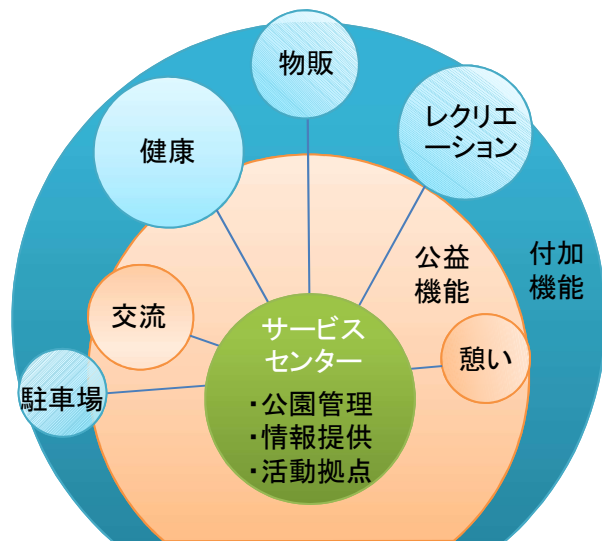 物販
レクリエ
ーション
健康
公益
機能
付加
機能
交流
憩い
駐車場
サービス
センター
・公園管理
・情報提供
・活動拠点